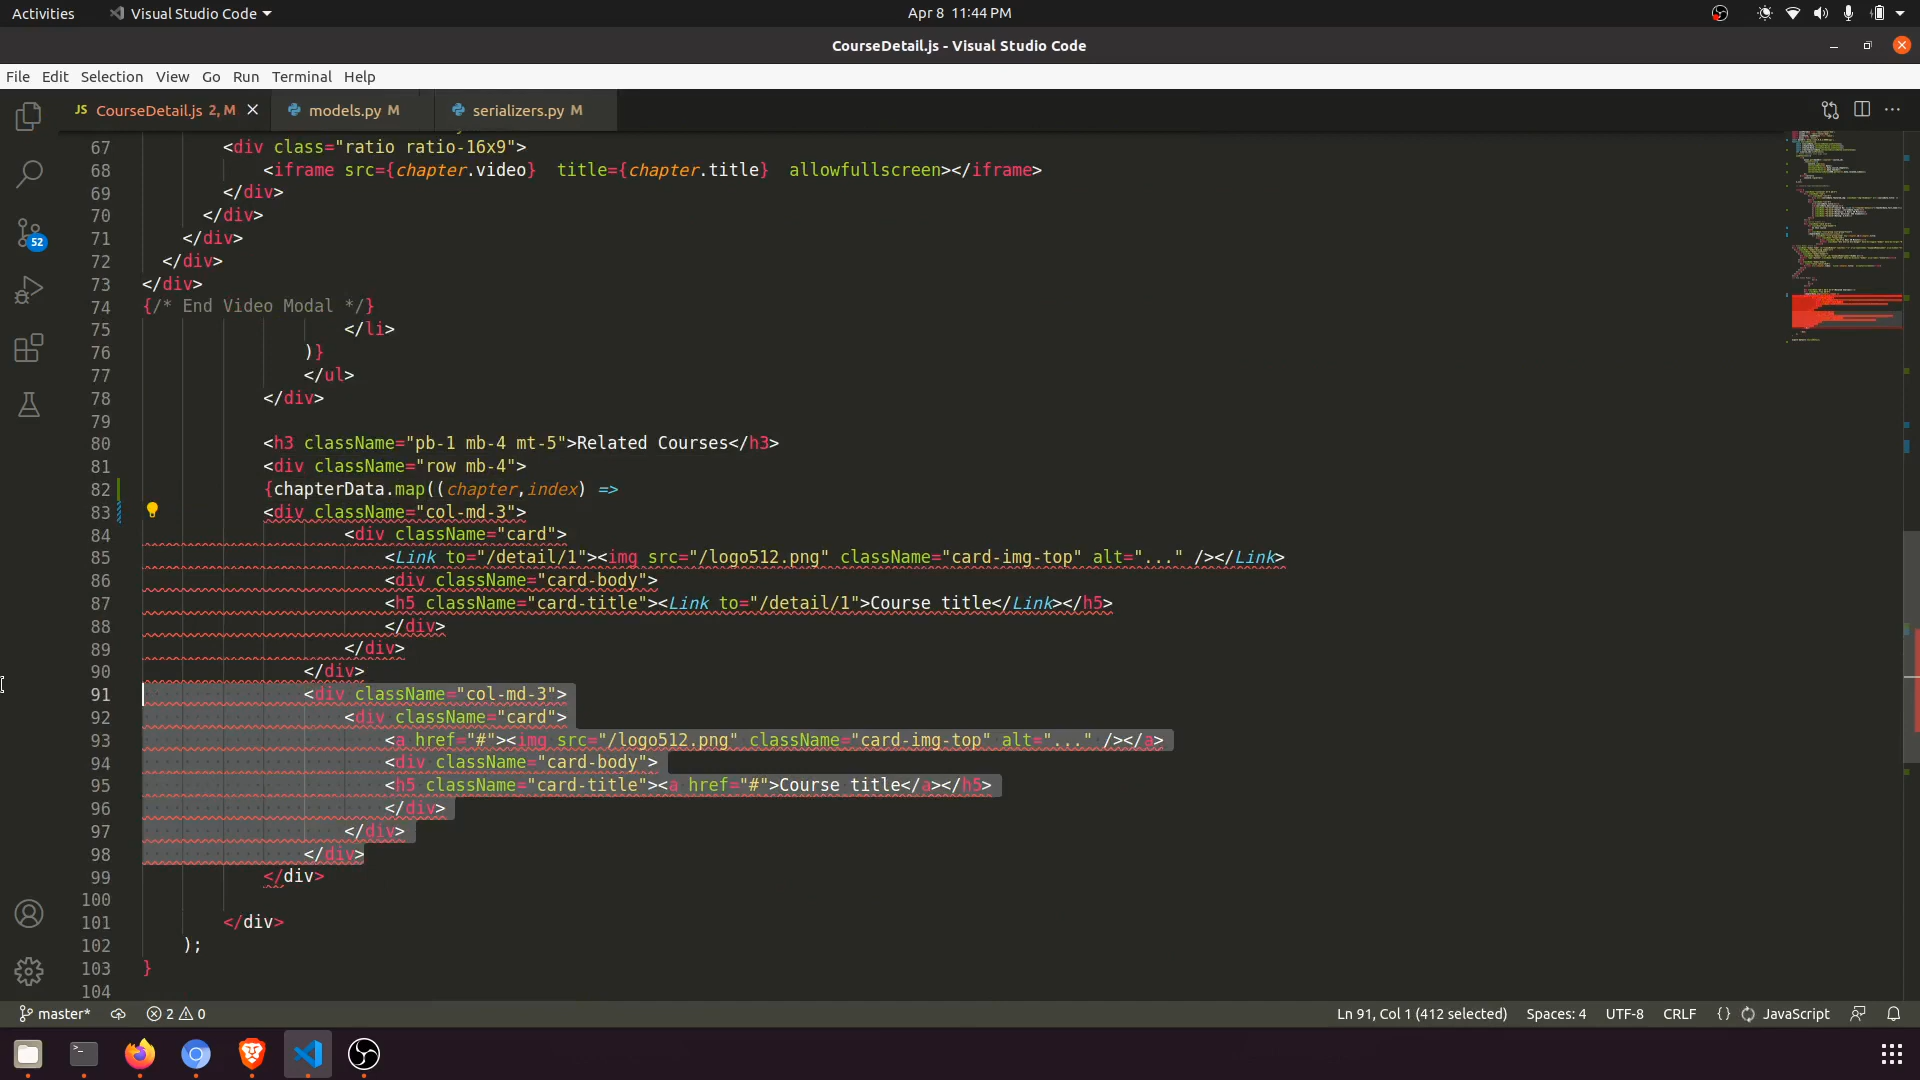 Activities
Visual Studio Code
Apr 8 11:44 PM
CourseDetail.js - Visual Studio Code
File Edit Selection View Go Run Terminal Help
JS CourseDetail.js 2, M
models.py M
serializers.py M
67 <div class="ratio ratio-16x9">
68 <iframe src={chapter.video} title={chapter.title} allowfullscreen></iframe>
69 </div>
70 </div>
71 </div>
72 </div>
73 </div>
74 {/* End Video Modal */}
75 </li>
76 )}
77 </ul>
78 </div>
79
80 <h3 className="pb-1 mb-4 mt-5">Related Courses</h3>
81 <div className="row mb-4">
82 {chapterData.map((chapter,index) =>
83 <div className="col-md-3">
84 <div className="card">
85 <Link to="/detail/1"><img src="/logo512.png" className="card-img-top" alt="..." /></Link>
86 <div className="card-body">
87 <h5 className="card-title"><Link to="/detail/1">Course title</Link></h5>
88 </div>
89 </div>
90 </div>
91 <div className="col-md-3">
92 <div className="card">
93 <a href="#"><img src="/logo512.png" className="card-img-top" alt="..." /></a>
94 <div className="card-body">
95 <h5 className="card-title"><a href="#">Course title</a></h5>
96 </div>
97 </div>
98 </div>
99 </div>
100
101 </div>
102 );
103 }
104
52
master*
2 0
Ln 91, Col 1 (412 selected)
Spaces: 4
UTF-8
CRLF
{} JavaScript